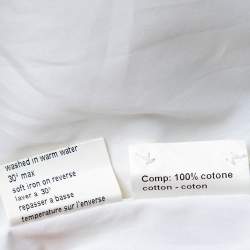 washed in warm water
30° max
soft iron on reverse
laver a 30°
repasser a basse
temperature sur l'enverse
Comp: 100% cotone
cotton - coton